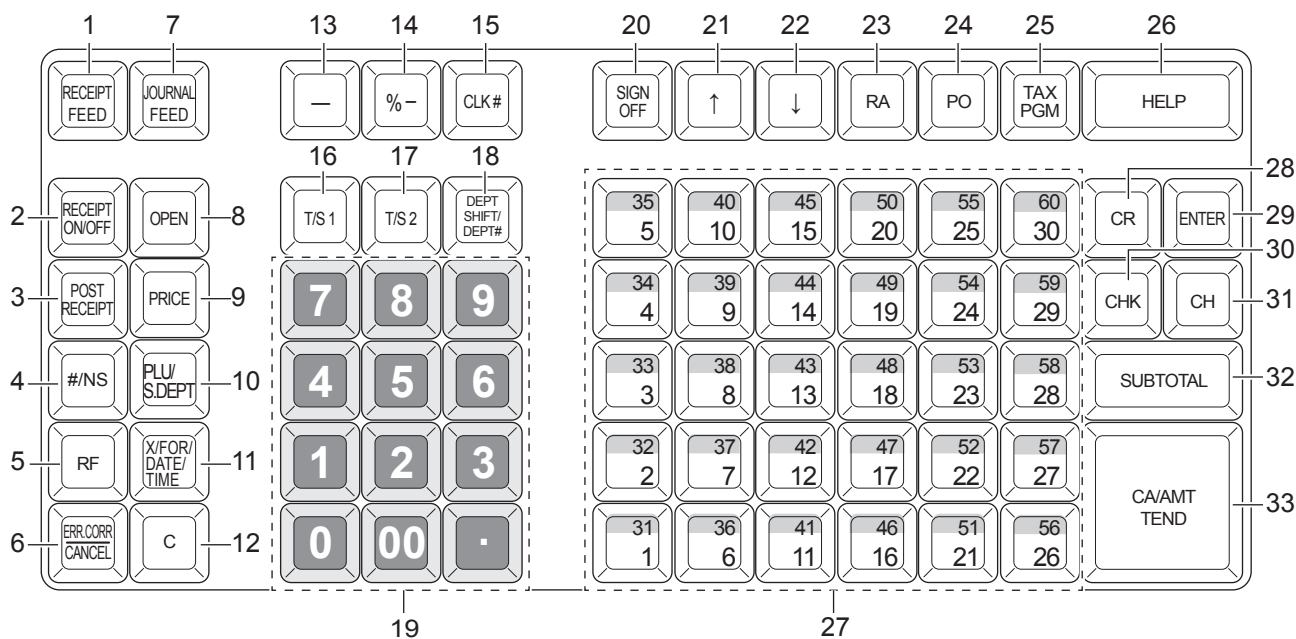 1 7 13 14 15 20 21 22 23 24 25 26
RECEIPT JOURNAL SIGN TAX
FEED FEED — %− CLK# OFF ↑ ↓ RA PO PGM HELP
16 17 18
28
DEPT
RECEIPT SHIFT/ 35 40 45 50 55 60
2 ON/OFF OPEN 8 T/S 1 T/S 2 DEPT# 5 10 15 20 25 30 CR ENTER 29
30
POST 34 39 44 49 54 59
3 RECEIPT PRICE 9 7 8 9 4 9 14 19 24 29 CHK CH 31
PLU/ 33 38 43 48 53 58
4 #/NS S.DEPT 10 4 5 6 3 8 13 18 23 28 SUBTOTAL 32
X/FOR/ 32 37 42 47 52 57
5 RF DATE/ 11 1 2 3 2 7 12 17 22 27
TIME
CA/AMT
TEND 33
ERR.CORR 31 36 41 46 51 56
6 CANCEL C 12 0 00 · 1 6 11 16 21 26
19 27